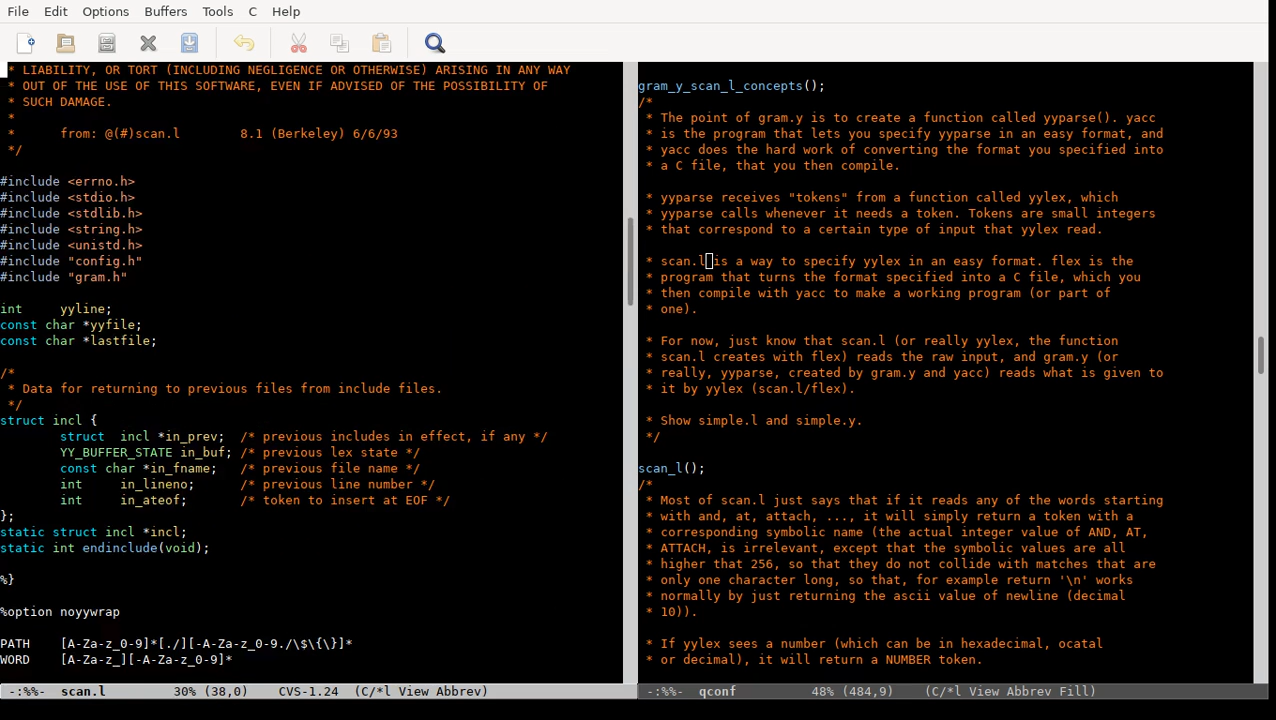 File Edit Options Buffers Tools C Help
* LIABILITY, OR TORT (INCLUDING NEGLIGENCE OR OTHERWISE) ARISING IN ANY WAY
* OUT OF THE USE OF THIS SOFTWARE, EVEN IF ADVISED OF THE POSSIBILITY OF
* SUCH DAMAGE.
*
*      from: @(#)scan.l        8.1 (Berkeley) 6/6/93
*/
#include <errno.h>
#include <stdio.h>
#include <stdlib.h>
#include <string.h>
#include <unistd.h>
#include "config.h"
#include "gram.h"
int     yyline;
const char *yyfile;
const char *lastfile;
/*
* Data for returning to previous files from include files.
*/
struct incl {
        struct  incl *in_prev;  /* previous includes in effect, if any */
        YY_BUFFER_STATE in_buf; /* previous lex state */
        const char *in_fname;   /* previous file name */
        int     in_lineno;      /* previous line number */
        int     in_ateof;       /* token to insert at EOF */
};
static struct incl *incl;
static int endinclude(void);
%}
%option noyywrap
PATH    [A-Za-z_0-9]*[./][-A-Za-z_0-9./\$\{\}]*
WORD    [A-Za-z_][-A-Za-z_0-9]*
-:%%-  scan.l         30% (38,0)    CVS-1.24  (C/*l View Abbrev)
gram_y_scan_l_concepts();
/*
* The point of gram.y is to create a function called yyparse(). yacc
* is the program that lets you specify yyparse in an easy format, and
* yacc does the hard work of converting the format you specified into
* a C file, that you then compile.
* yyparse receives "tokens" from a function called yylex, which
* yyparse calls whenever it needs a token. Tokens are small integers
* that correspond to a certain type of input that yylex read.
* scan.l is a way to specify yylex in an easy format. flex is the
* program that turns the format specified into a C file, which you
* then compile with yacc to make a working program (or part of
* one).
* For now, just know that scan.l (or really yylex, the function
* scan.l creates with flex) reads the raw input, and gram.y (or
* really, yyparse, created by gram.y and yacc) reads what is given to
* it by yylex (scan.l/flex).
* Show simple.l and simple.y.
*/
scan_l();
/*
* Most of scan.l just says that if it reads any of the words starting
* with and, at, attach, ..., it will simply return a token with a
* corresponding symbolic name (the actual integer value of AND, AT,
* ATTACH, is irrelevant, except that the symbolic values are all
* higher that 256, so that they do not collide with matches that are
* only one character long, so that, for example return '\n' works
* normally by just returning the ascii value of newline (decimal
* 10)).
* If yylex sees a number (which can be in hexadecimal, ocatal
* or decimal), it will return a NUMBER token.
-:%%-  qconf          48% (484,9)    (C/*l View Abbrev Fill)